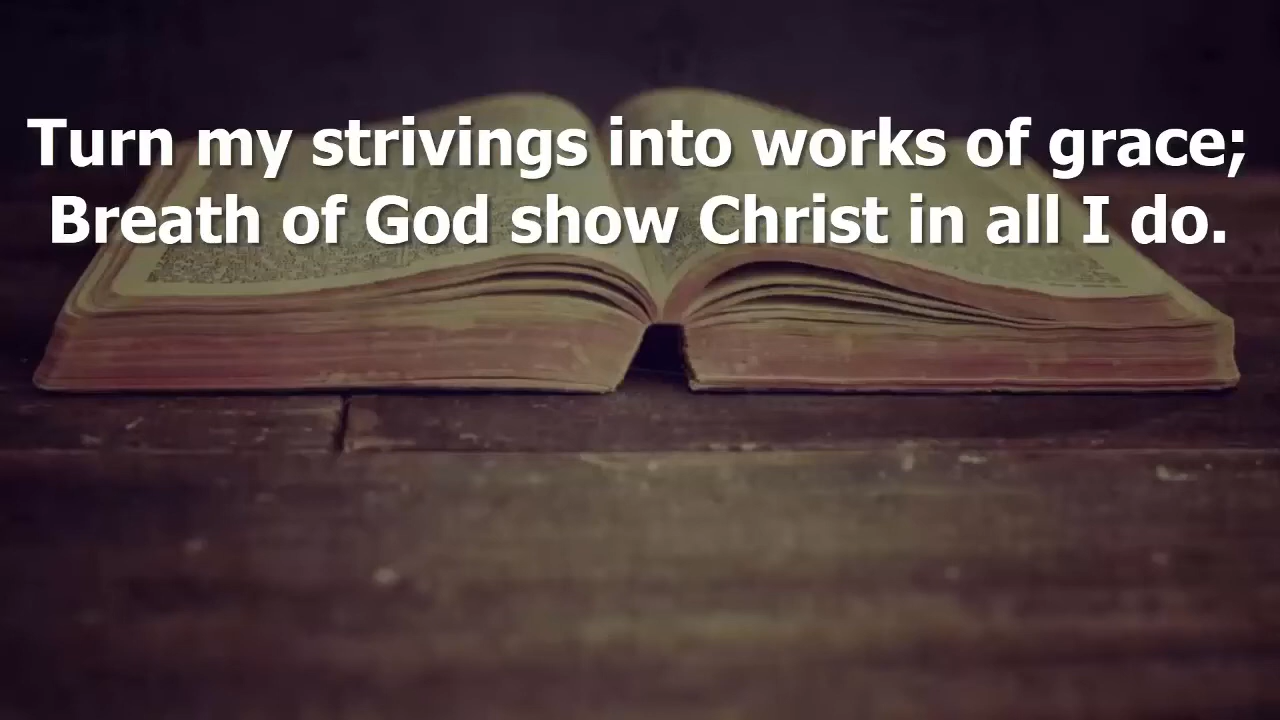 Turn my strivings into works of grace;
Breath of God show Christ in all I do.